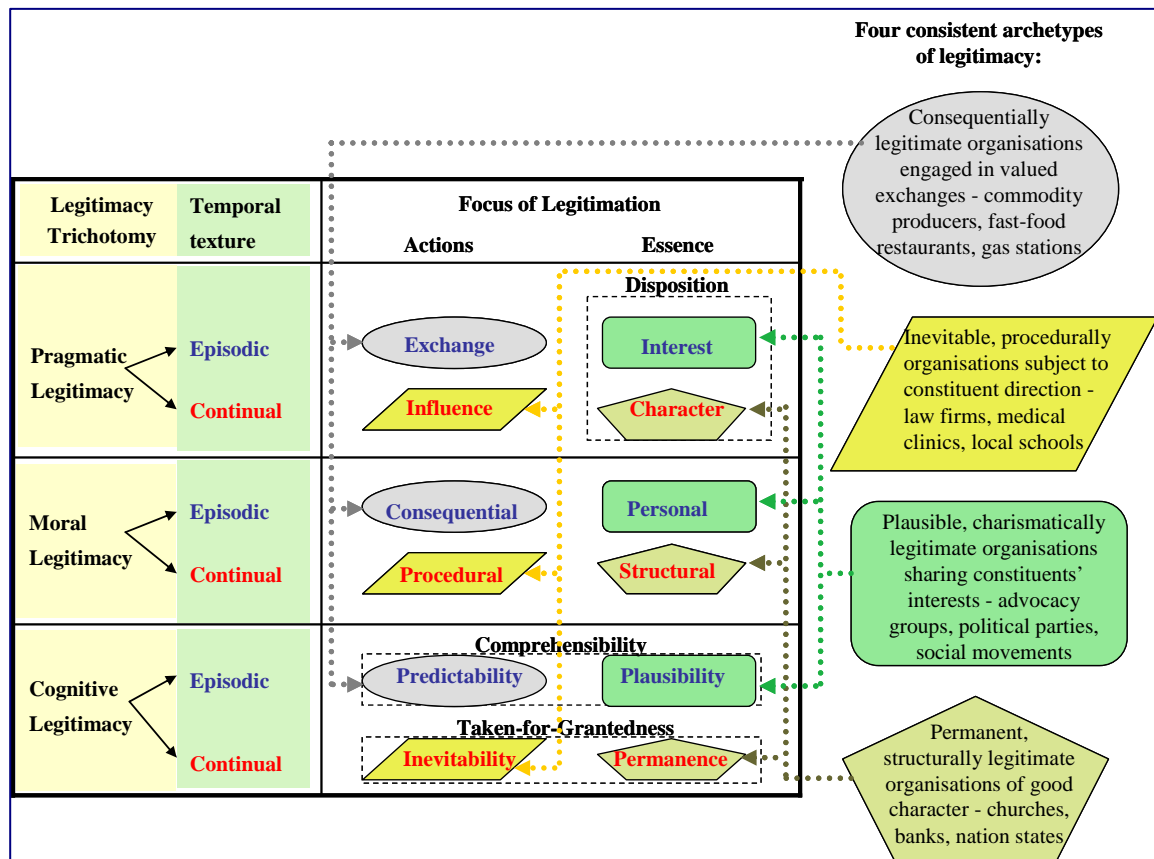 Four consistent archetypes
of legitimacy:
Consequentially
legitimate organisations
engaged in valued
exchanges - commodity
producers, fast-food
restaurants, gas stations
Legitimacy
Trichotomy
Temporal
texture
Focus of Legitimation
Actions
Essence
Disposition
Pragmatic
Legitimacy
Episodic
Exchange
Interest
Continual
Influence
Character
Inevitable, procedurally
organisations subject to
constituent direction -
law firms, medical
clinics, local schools
Moral
Legitimacy
Episodic
Consequential
Personal
Continual
Procedural
Structural
Plausible, charismatically
legitimate organisations
sharing constituents’
interests - advocacy
groups, political parties,
social movements
Comprehensibility
Cognitive
Legitimacy
Episodic
Predictability
Plausibility
Taken-for-Grantedness
Continual
Inevitability
Permanence
Permanent,
structurally legitimate
organisations of good
character - churches,
banks, nation states